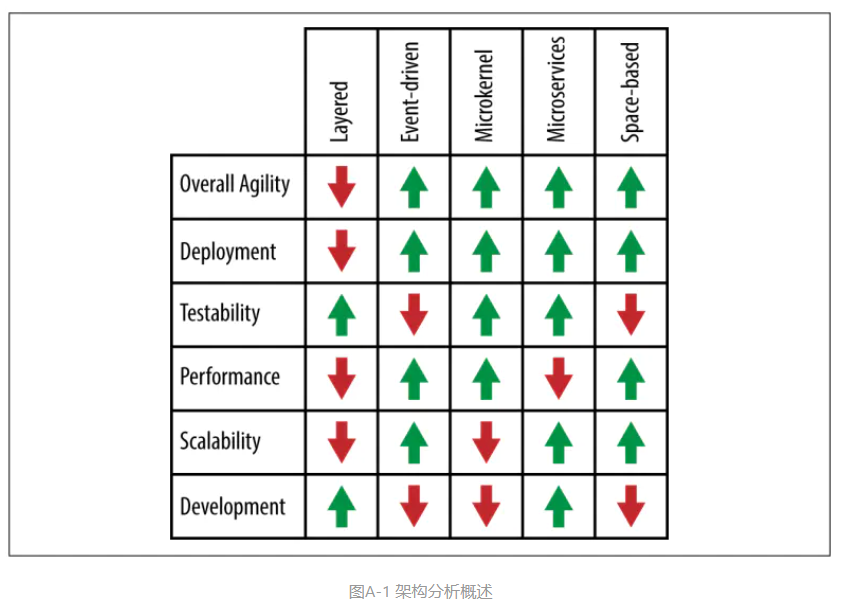 Layered
Event-driven
Microkernel
Microservices
Space-based
Overall Agility
Deployment
Testability
Performance
Scalability
Development
图A-1 架构分析概述